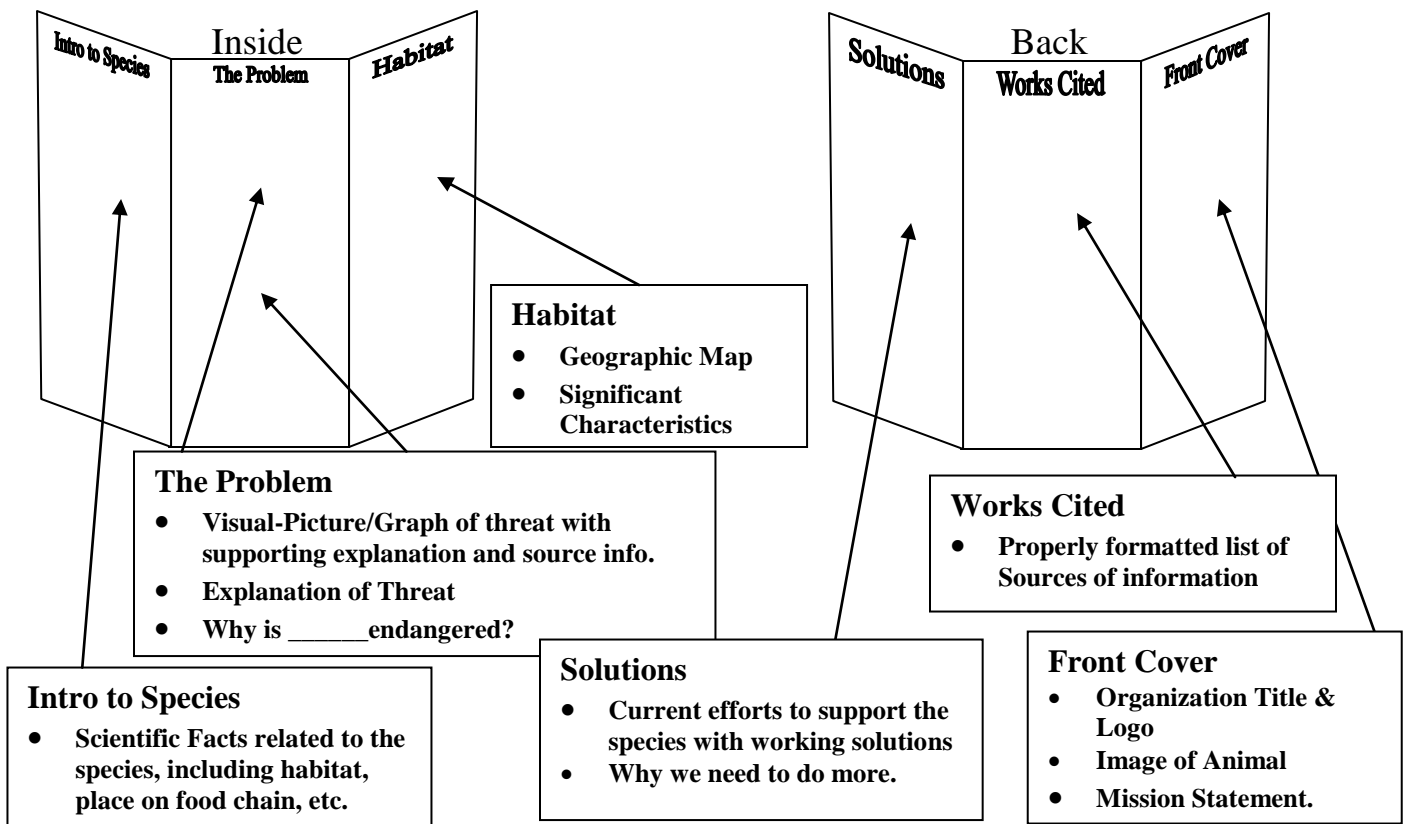 Inside
Intro to Species
The Problem
Habitat
Back
Solutions
Works Cited
Front Cover
Habitat
• Geographic Map
• Significant
Characteristics
The Problem
• Visual-Picture/Graph of threat with
supporting explanation and source info.
• Explanation of Threat
• Why is ______endangered?
Works Cited
• Properly formatted list of
Sources of information
Intro to Species
• Scientific Facts related to the
species, including habitat,
place on food chain, etc.
Solutions
• Current efforts to support the
species with working solutions
• Why we need to do more.
Front Cover
• Organization Title &
Logo
• Image of Animal
• Mission Statement.